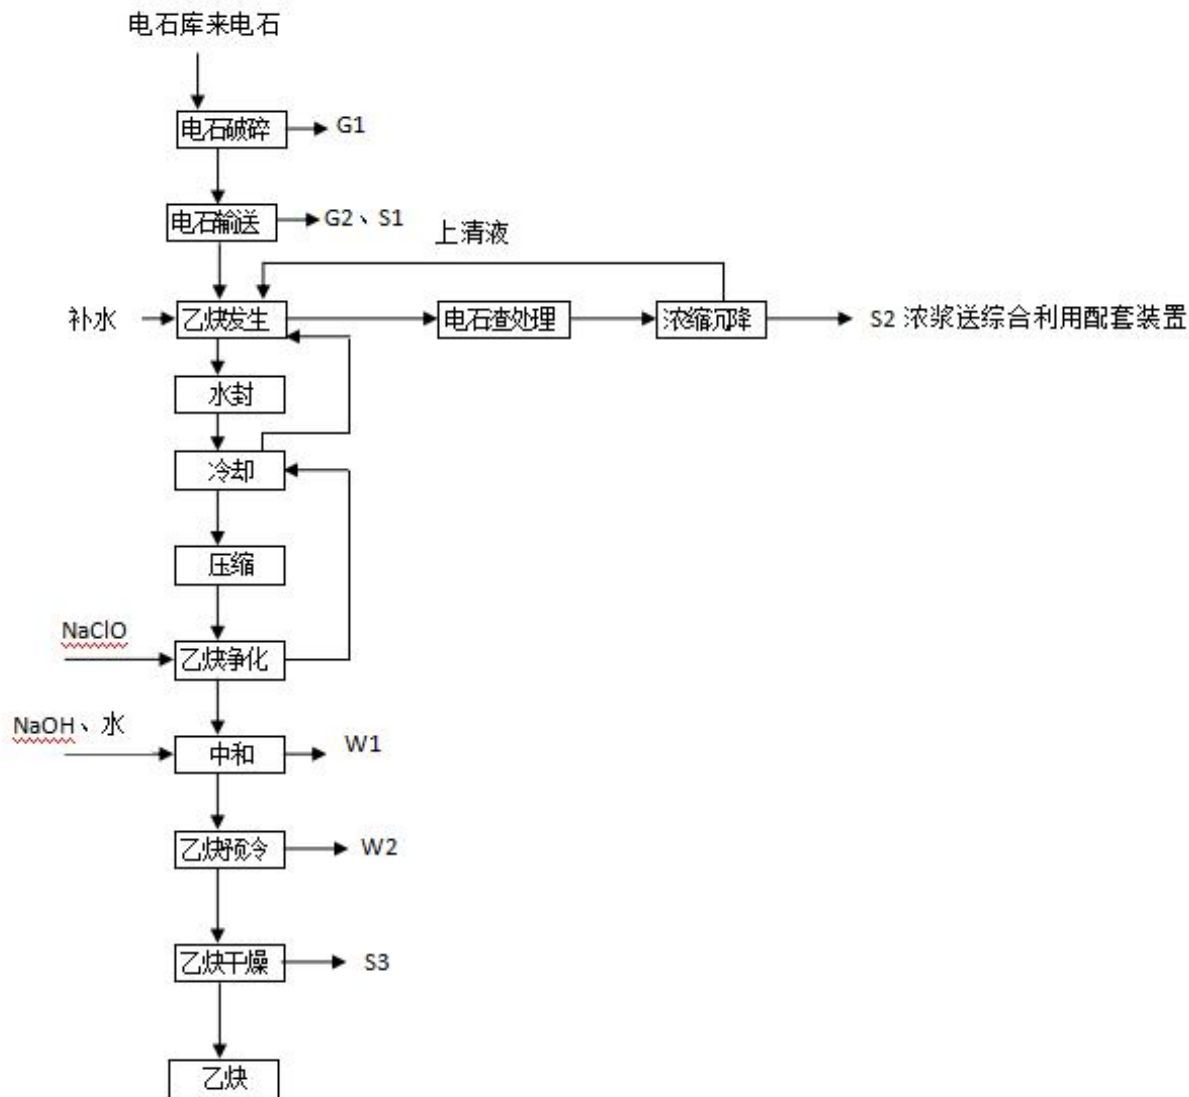 电石库来电石
电石破碎
G1
电石输送
G2、S1
上清液
补水
乙炔发生
电石查处理
浓缩沉降
S2 浓浆送综合利用配套装置
水封
冷却
压缩
NaClO
乙炔净化
NaOH、水
中和
W1
乙炔预冷
W2
乙炔干燥
S3
乙炔